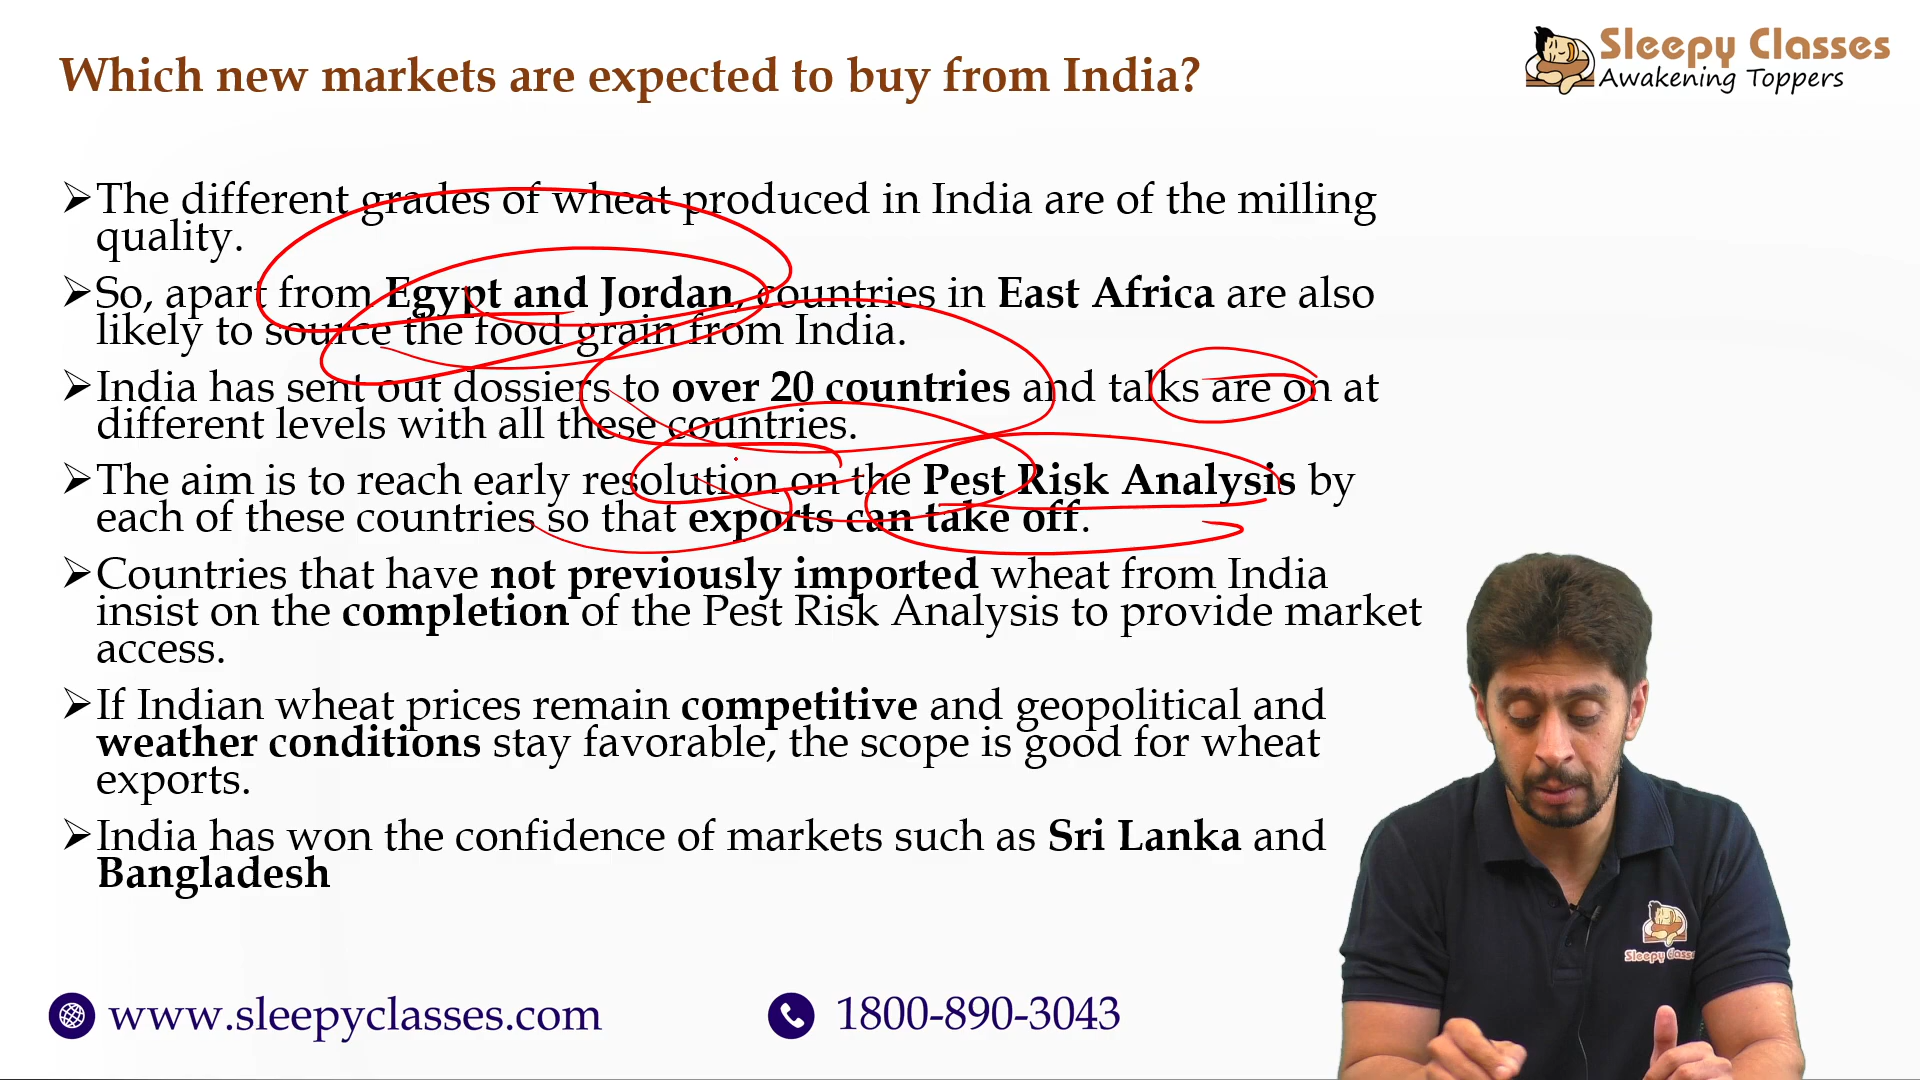 Which new markets are expected to buy from India?
Sleepy Classes
Awakening Toppers
➢The different grades of wheat produced in India are of the milling
quality.
➢So, apart from Egypt and Jordan, countries in East Africa are also
likely to source the food grain from India.
➢India has sent out dossiers to over 20 countries and talks are on at
different levels with all these countries.
➢The aim is to reach early resolution on the Pest Risk Analysis by
each of these countries so that exports can take off.
➢Countries that have not previously imported wheat from India
insist on the completion of the Pest Risk Analysis to provide market
access.
➢If Indian wheat prices remain competitive and geopolitical and
weather conditions stay favorable, the scope is good for wheat
exports.
➢India has won the confidence of markets such as Sri Lanka and
Bangladesh
Sleepy Classes
www.sleepyclasses.com
1800-890-3043